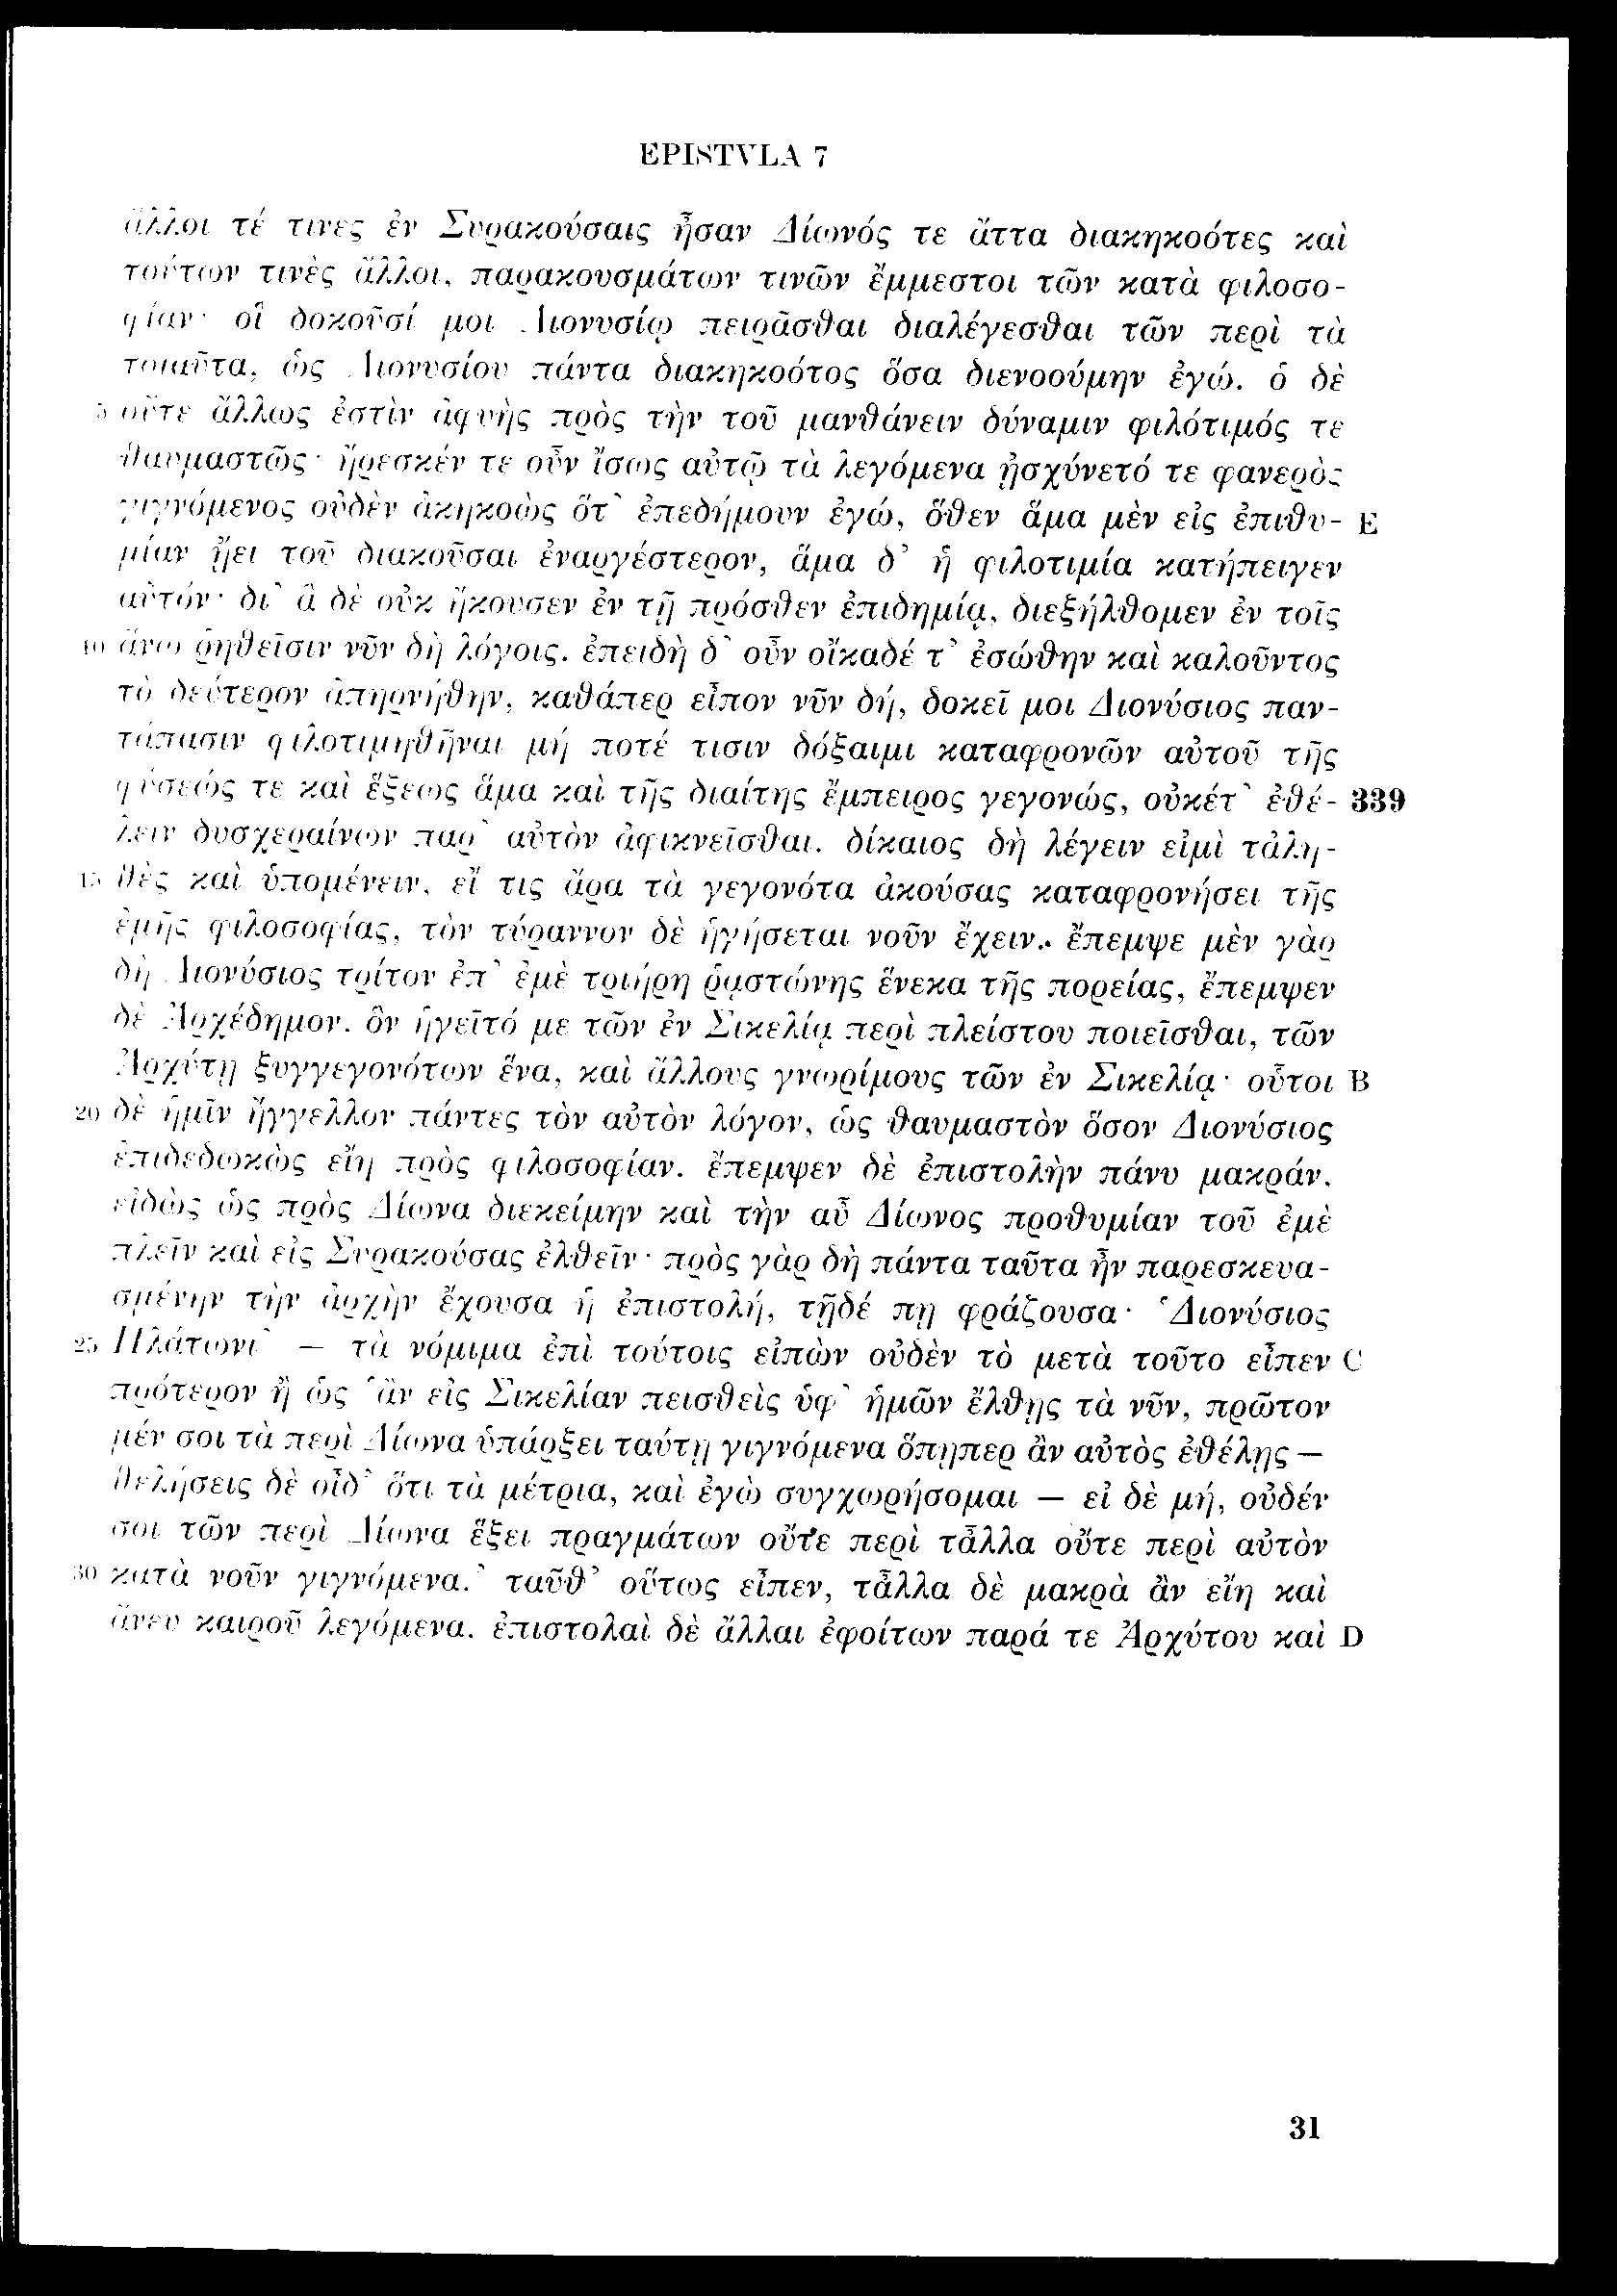 EPISTVLA 7
ἄλλοι τέ τινες ἐν Συρακούσαις ἦσαν Δίωνός τε ἄττα διακηκοότες καὶ
τούτων τινὲς ἄλλοι, παρακουσμάτων τινῶν ἔμμεστοι τῶν κατὰ φιλοσο-
φίαν· οἳ δοκοῦσί μοι Διονυσίῳ πειρᾶσθαι διαλέγεσθαι τῶν περὶ τὰ
τοιαῦτα, ὡς Διονυσίου πάντα διακηκοότος ὅσα διενοούμην ἐγώ. ὁ δὲ
5 οὔτε ἄλλως ἐστὶν ἀφυὴς πρὸς τὴν τοῦ μανθάνειν δύναμιν φιλότιμός τε
θαυμαστῶς· ἤρεσκέν τε οὖν ἴσως αὐτῷ τὰ λεγόμενα ᾐσχύνετό τε φανερὸς
γιγνόμενος οὐδὲν ἀκηκοὼς ὅτ᾽ ἐπεδήμουν ἐγώ, ὅθεν ἅμα μὲν εἰς ἐπιθυ- E
μίαν ᾔει τοῦ διακοῦσαι ἐναργέστερον, ἅμα δ᾽ ἡ φιλοτιμία κατήπειγεν
αὐτόν· δι᾽ ἃ δὲ οὐκ ἤκουσεν ἐν τῇ πρόσθεν ἐπιδημίᾳ, διεξήλθομεν ἐν τοῖς
10 ἄνω ῥηθεῖσιν νῦν δὴ λόγοις. ἐπειδὴ δ᾽ οὖν οἴκαδέ τ᾽ ἐσώθην καὶ καλοῦντος
τὸ δεύτερον ἀπηρνήθην, καθάπερ εἶπον νῦν δή, δοκεῖ μοι Διονύσιος παν-
τάπασιν φιλοτιμηθῆναι μή ποτέ τισιν δόξαιμι καταφρονῶν αὐτοῦ τῆς
φύσεώς τε καὶ ἕξεως ἅμα καὶ τῆς διαίτης ἔμπειρος γεγονώς, οὐκέτ᾽ ἐθέ- 339
λειν δυσχεραίνων παρ᾽ αὐτὸν ἀφικνεῖσθαι. δίκαιος δὴ λέγειν εἰμὶ τἀλη-
15 θὲς καὶ ὑπομένειν, εἴ τις ἄρα τὰ γεγονότα ἀκούσας καταφρονήσει τῆς
ἐμῆς φιλοσοφίας, τὸν τύραννον δὲ ἡγήσεται νοῦν ἔχειν. ἔπεμψε μὲν γὰρ
δὴ Διονύσιος τρίτον ἐπ᾽ ἐμὲ τριήρη ῥᾳστώνης ἕνεκα τῆς πορείας, ἔπεμψεν
δὲ Ἀρχέδημον, ὃν ἡγεῖτό με τῶν ἐν Σικελίᾳ περὶ πλείστου ποιεῖσθαι, τῶν
Ἀρχύτῃ ξυγγεγονότων ἕνα, καὶ ἄλλους γνωρίμους τῶν ἐν Σικελίᾳ· οὗτοι B
20 δὲ ἡμῖν ἤγγελλον πάντες τὸν αὐτὸν λόγον, ὡς θαυμαστὸν ὅσον Διονύσιος
ἐπιδεδωκὼς εἴη πρὸς φιλοσοφίαν. ἔπεμψεν δὲ ἐπιστολὴν πάνυ μακράν,
εἰδὼς ὡς πρὸς Δίωνα διεκείμην καὶ τὴν αὖ Δίωνος προθυμίαν τοῦ ἐμὲ
πλεῖν καὶ εἰς Συρακούσας ἐλθεῖν· πρὸς γὰρ δὴ πάντα ταῦτα ἦν παρεσκευα-
σμένην τὴν ἀρχὴν ἔχουσα ἡ ἐπιστολή, τῇδέ πῃ φράζουσα· ‘Διονύσιος
25 Πλάτωνι’ — τὰ νόμιμα ἐπὶ τούτοις εἰπὼν οὐδὲν τὸ μετὰ τοῦτο εἶπεν C
πρότερον ἢ ὡς ‘ἂν εἰς Σικελίαν πεισθεὶς ὑφ᾽ ἡμῶν ἔλθῃς τὰ νῦν, πρῶτον
μέν σοι τὰ περὶ Δίωνα ὑπάρξει ταύτῃ γιγνόμενα ὅπῃπερ ἂν αὐτὸς ἐθέλῃς —
θελήσεις δὲ οἶδ᾽ ὅτι τὰ μέτρια, καὶ ἐγὼ συγχωρήσομαι — εἰ δὲ μή, οὐδέν
σοι τῶν περὶ Δίωνα ἕξει πραγμάτων οὔτε περὶ τἆλλα οὔτε περὶ αὐτὸν
30 κατὰ νοῦν γιγνόμενα.’ ταῦθ᾽ οὕτως εἶπεν, τἆλλα δὲ μακρὰ ἂν εἴη καὶ
ἄνευ καιροῦ λεγόμενα. ἐπιστολαὶ δὲ ἄλλαι ἐφοίτων παρά τε Ἀρχύτου καὶ D
31